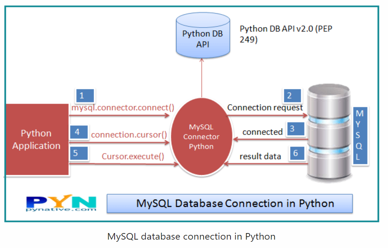 Python DB
API
Python DB API v2.0 (PEP
249)
1
mysql.connector.connect()
2
Connection request
Python
Application
4
connection.cursor()
MySQL
Connector
Python
3
connected
5
Cursor.execute()
6
result data
M
Y
S
Q
L
PYN
pynative.com
MySQL Database Connection in Python
MySQL database connection in Python